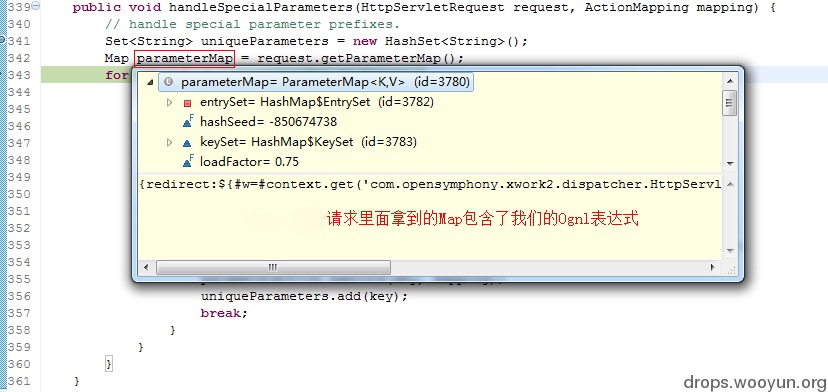 339 public void handleSpecialParameters(HttpServletRequest request, ActionMapping mapping) {
340 // handle special parameter prefixes.
341 Set<String> uniqueParameters = new HashSet<String>();
342 Map parameterMap = request.getParameterMap();
343 for
344
345
346
347
348
349
350
351
352
353
354
355
356 uniqueParameters.add(key);
357 break;
358 }
359 }
360 }
361 }
parameterMap= ParameterMap<K,V> (id=3780)
entrySet= HashMap$EntrySet (id=3782)
hashSeed= -850674738
keySet= HashMap$KeySet (id=3783)
loadFactor= 0.75
{redirect:${#w=#context.get('com.opensymphony.xwork2.dispatcher.HttpServl
请求里面拿到的Map包含了我们的Ognl表达式
drops.wooyun.org